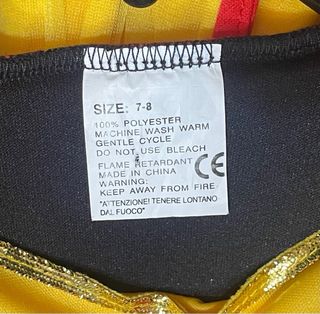 SIZE: 7-8
100% POLYESTER
MACHINE WASH WARM
GENTLE CYCLE
DO NOT USE BLEACH
FLAME RETARDANT
MADE IN CHINA
WARNING:
KEEP AWAY FROM FIRE
CE
"ATTENZIONE! TENERE LONTANO
DAL FUOCO"